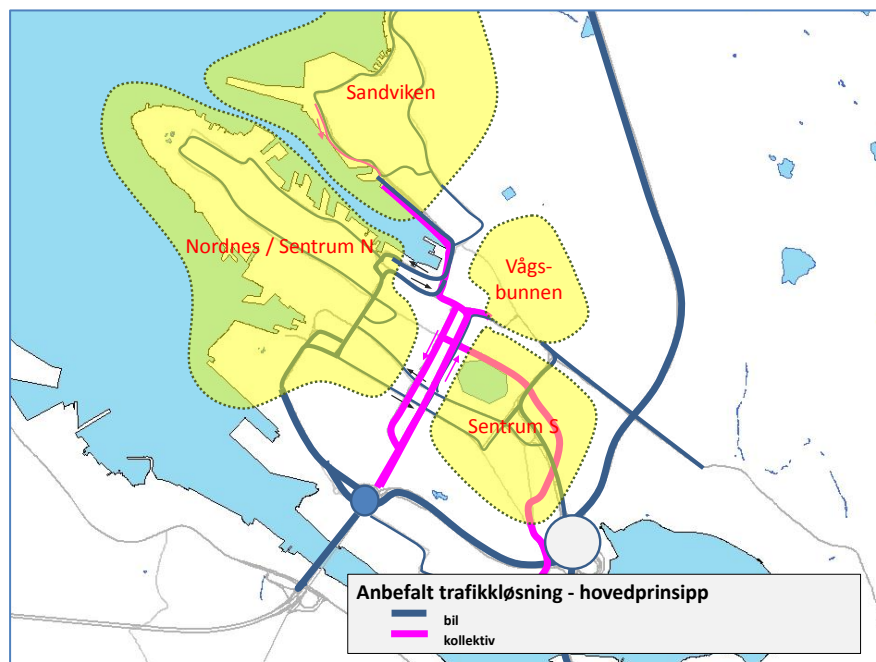 Sandviken
Nordnes / Sentrum N
Vågs-
bunnen
Sentrum S
Anbefalt trafikkløsning - hovedprinsipp
bil
kollektiv